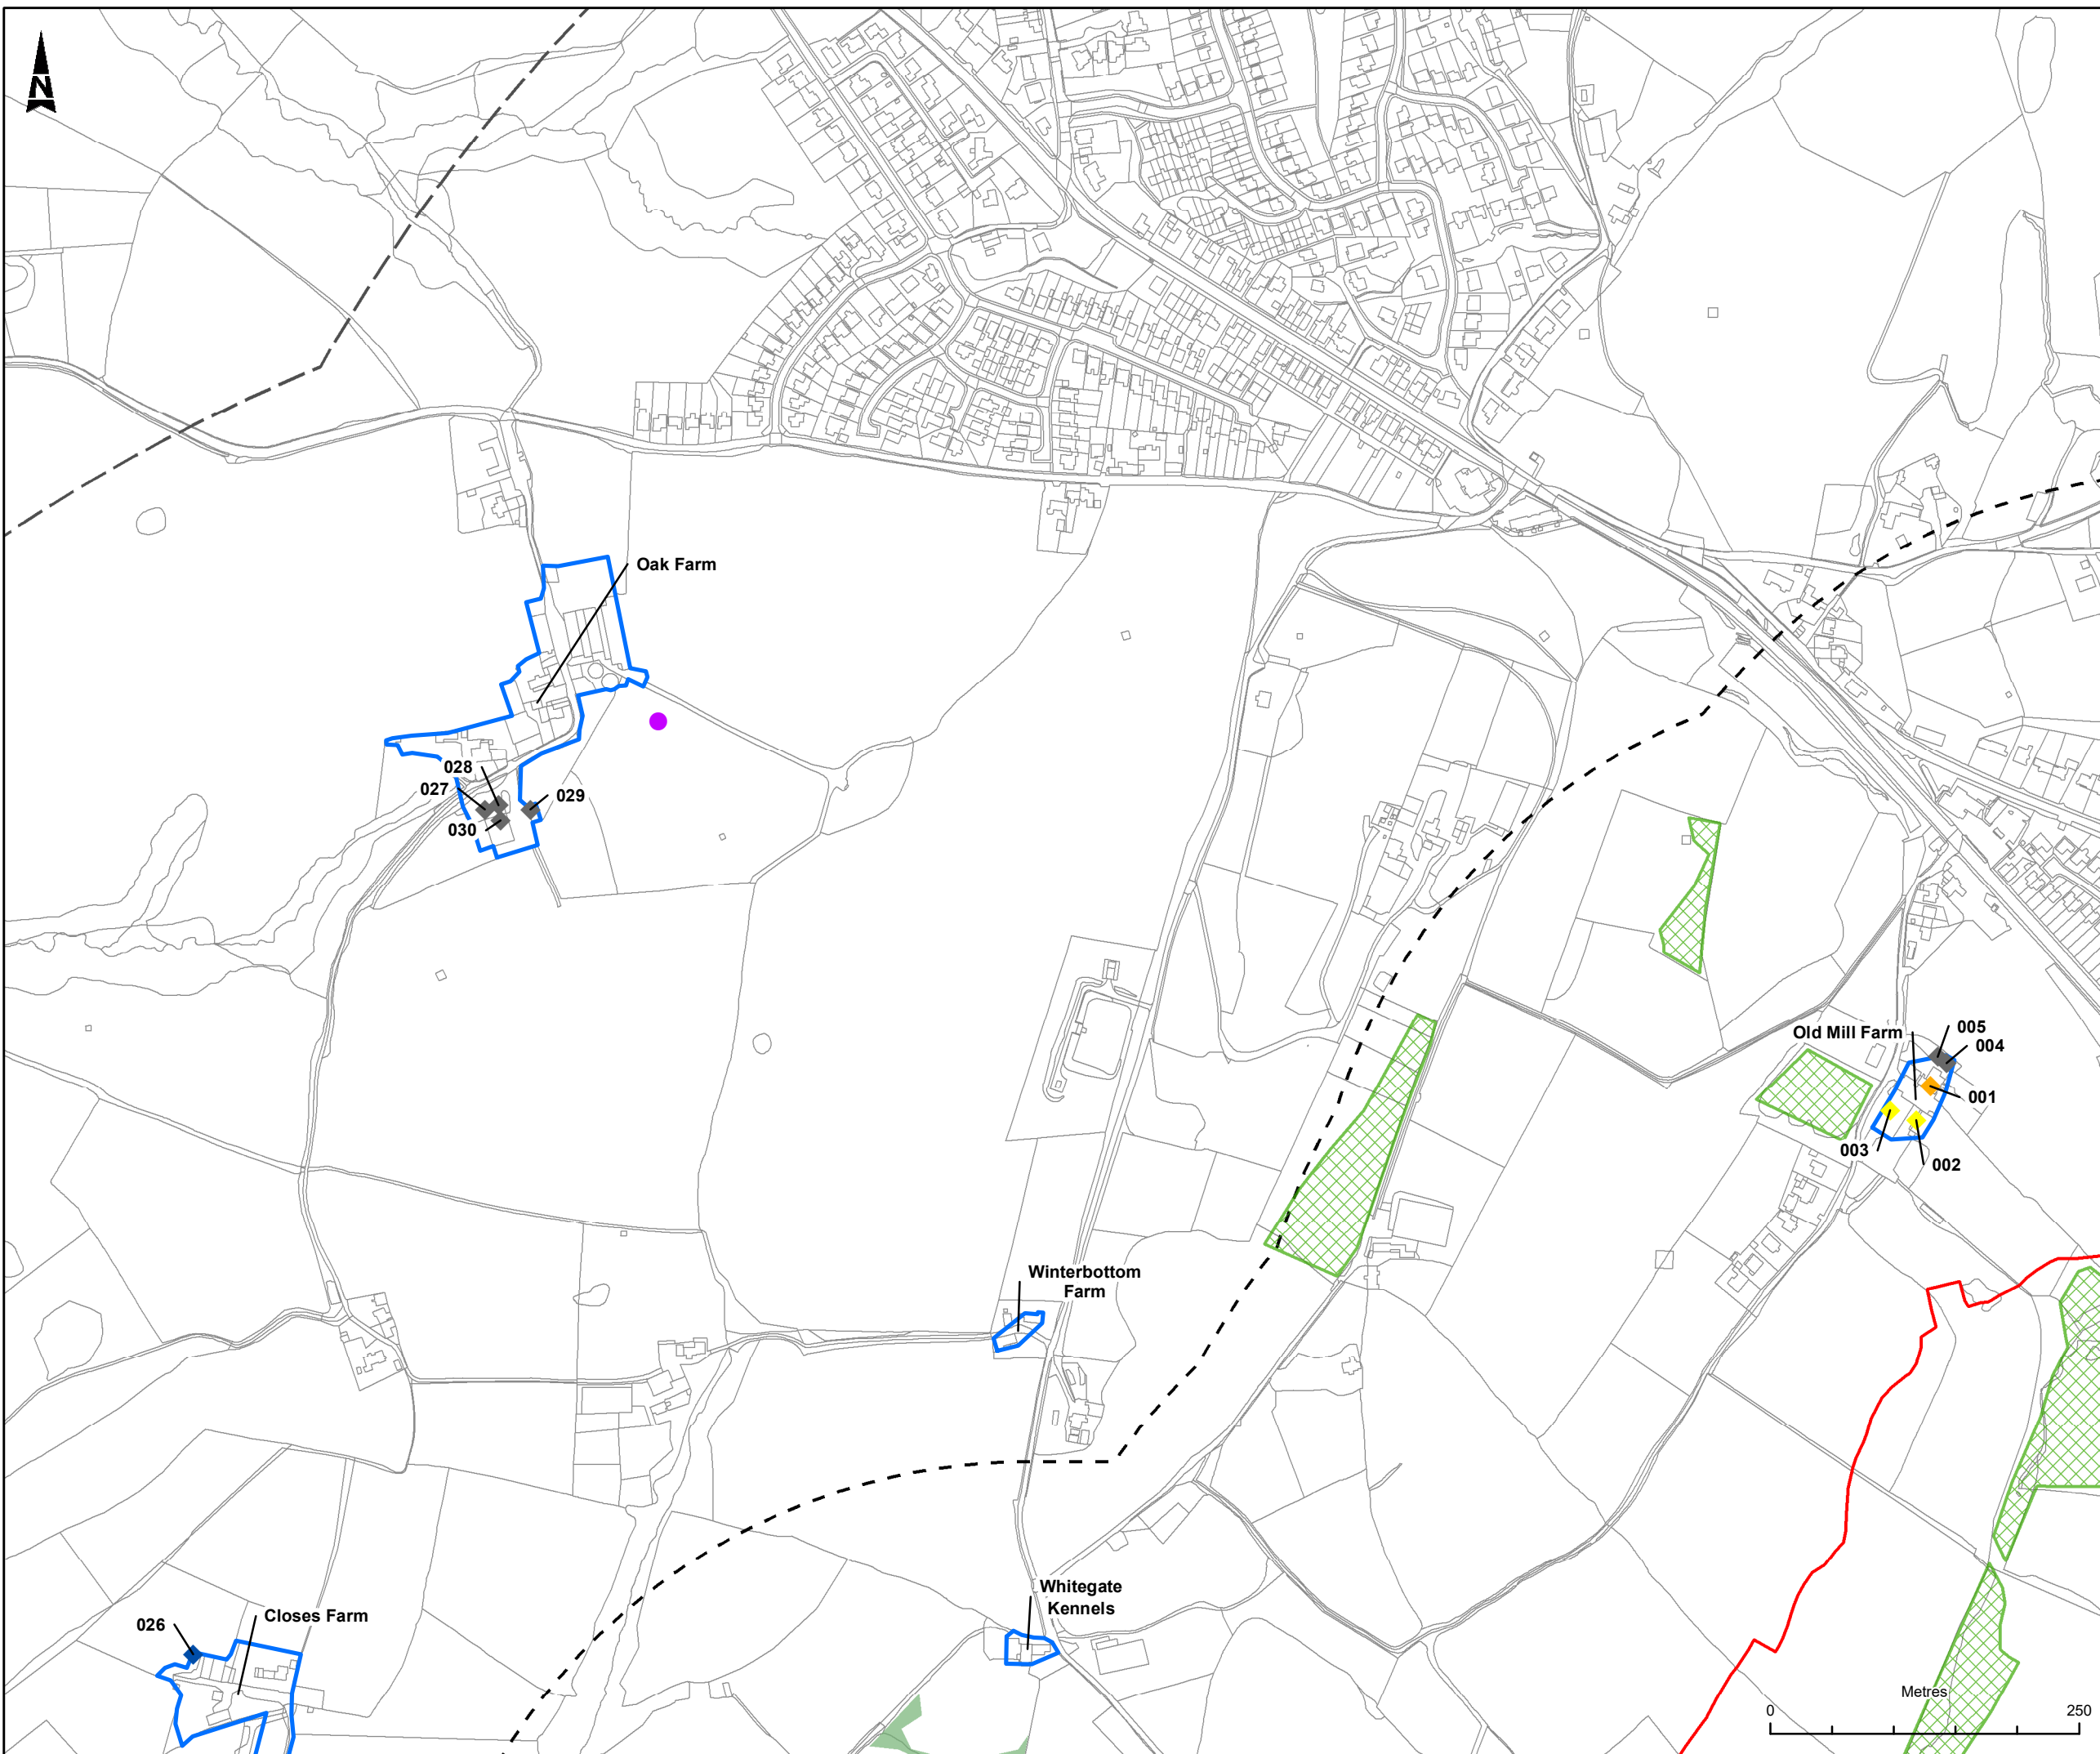 N
Oak Farm
028
027
029
030
005
Old Mill Farm
004
001
003
002
Winterbottom
Farm
Whitegate
Kennels
Closes Farm
026
Metres
0
250